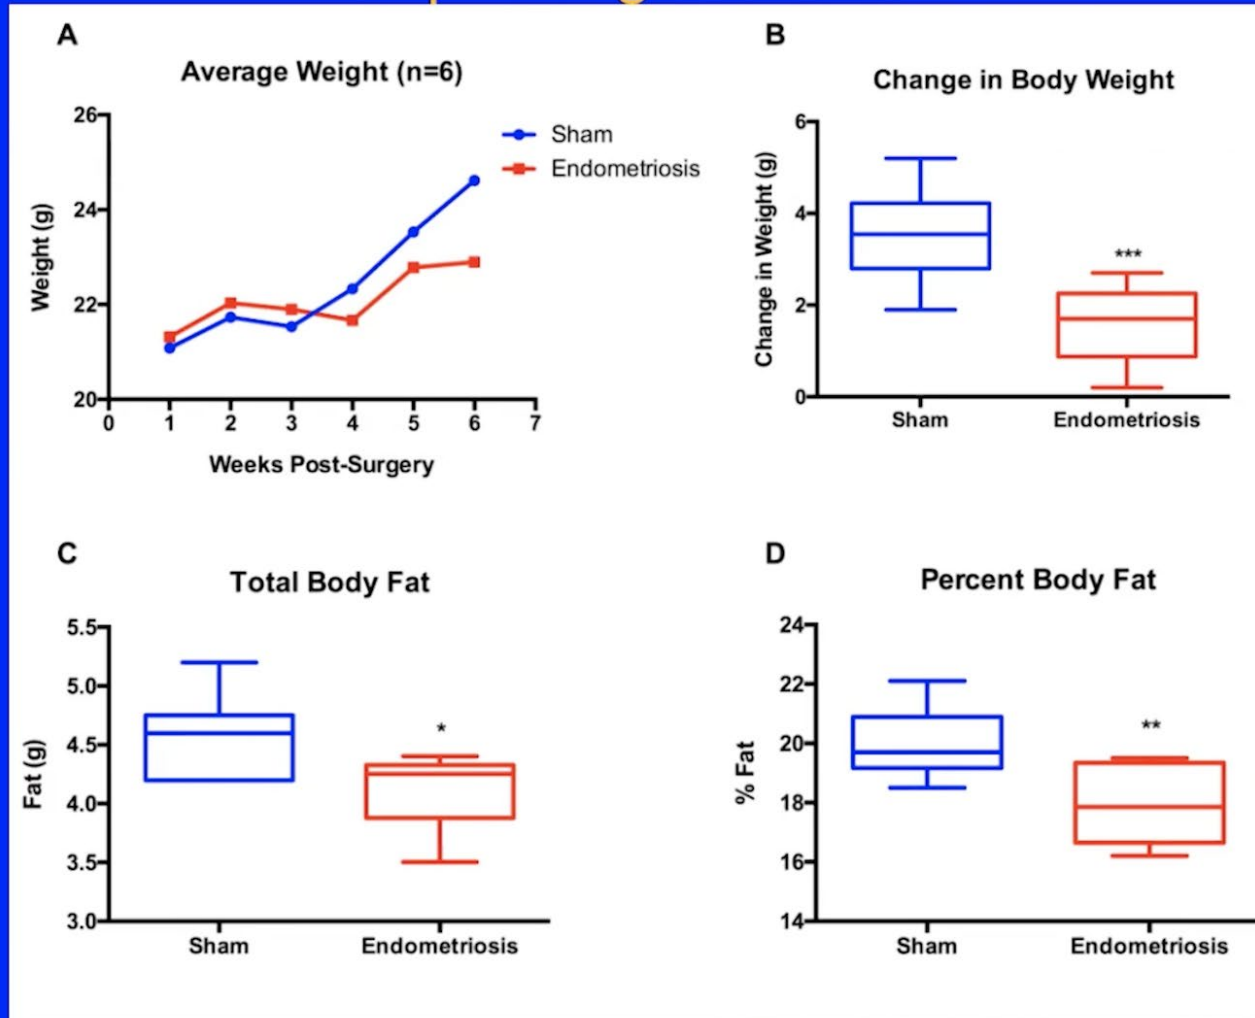 A
Average Weight (n=6)
26
24
22
20
Weight (g)
0 1 2 3 4 5 6 7
Weeks Post-Surgery
Sham
Endometriosis
B
Change in Body Weight
6
4
2
0
Change in Weight (g)
***
Sham Endometriosis
C
Total Body Fat
5.5
5.0
4.5
4.0
3.5
3.0
Fat (g)
*
Sham Endometriosis
D
Percent Body Fat
24
22
20
18
16
14
% Fat
**
Sham Endometriosis